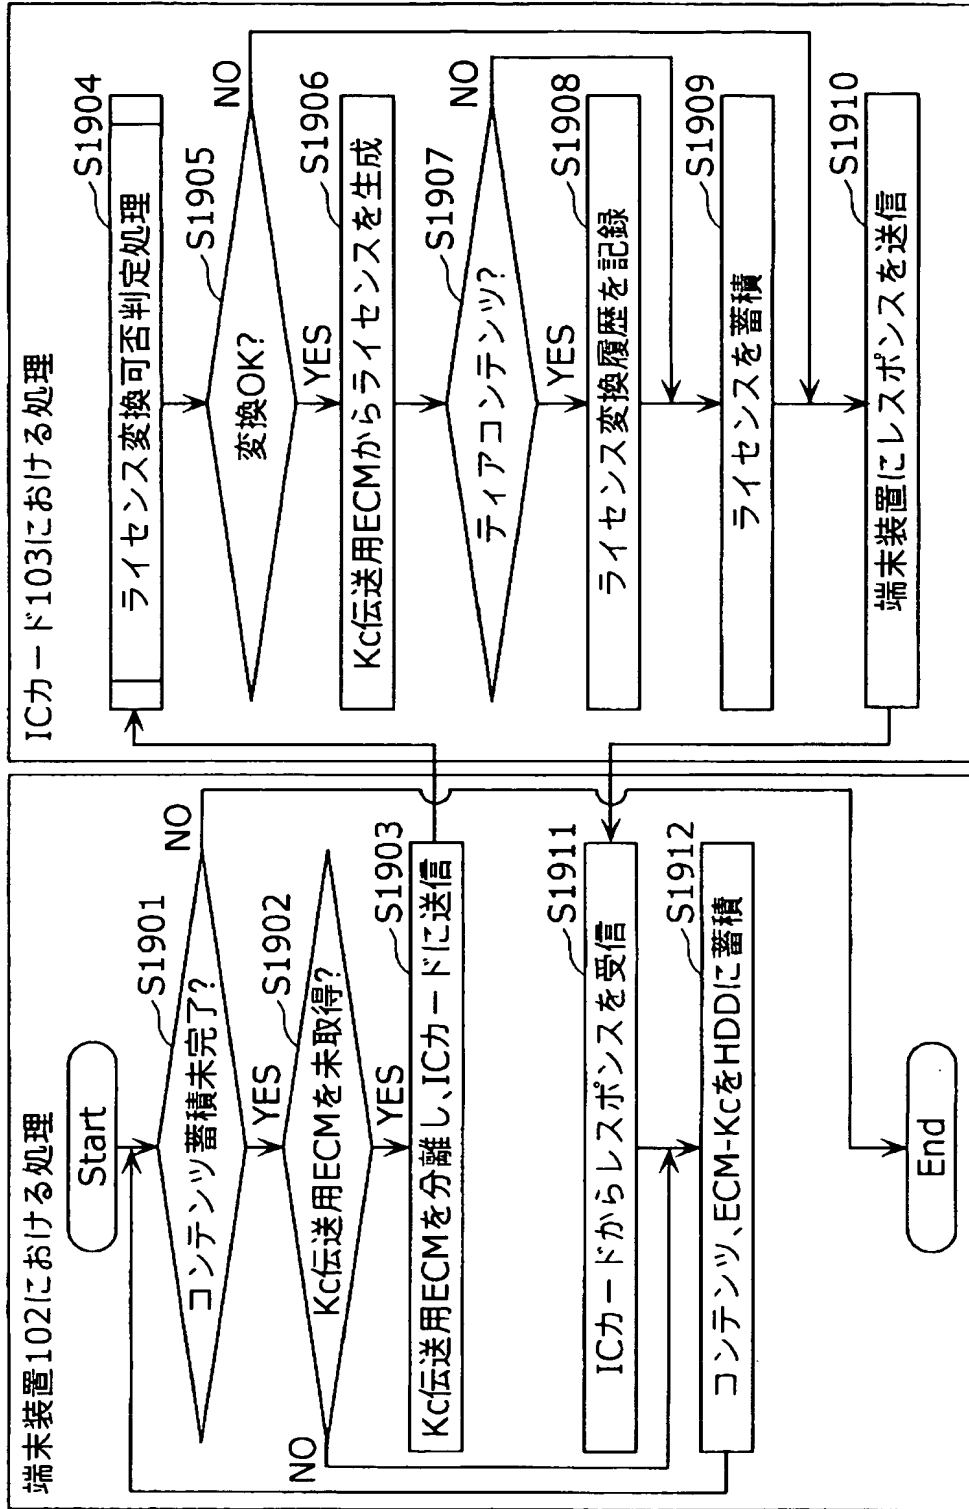 端末装置102における処理
Start
S1901
コンテンツ蓄積未完了?
NO
YES
S1902
Kc伝送用ECMを未取得?
NO
YES
S1903
Kc伝送用ECMを分離し、ICカードに送信
S1911
ICカードからレスポンスを受信
S1912
コンテンツ、ECM-KcをHDDに蓄積
End
ICカード103における処理
S1904
ライセンス変換可否判定処理
S1905
変換OK?
NO
YES
S1906
Kc伝送用ECMからライセンスを生成
S1907
ティアコンテンツ?
NO
YES
S1908
ライセンス変換履歴を記録
S1909
ライセンスを蓄積
S1910
端末装置にレスポンスを送信